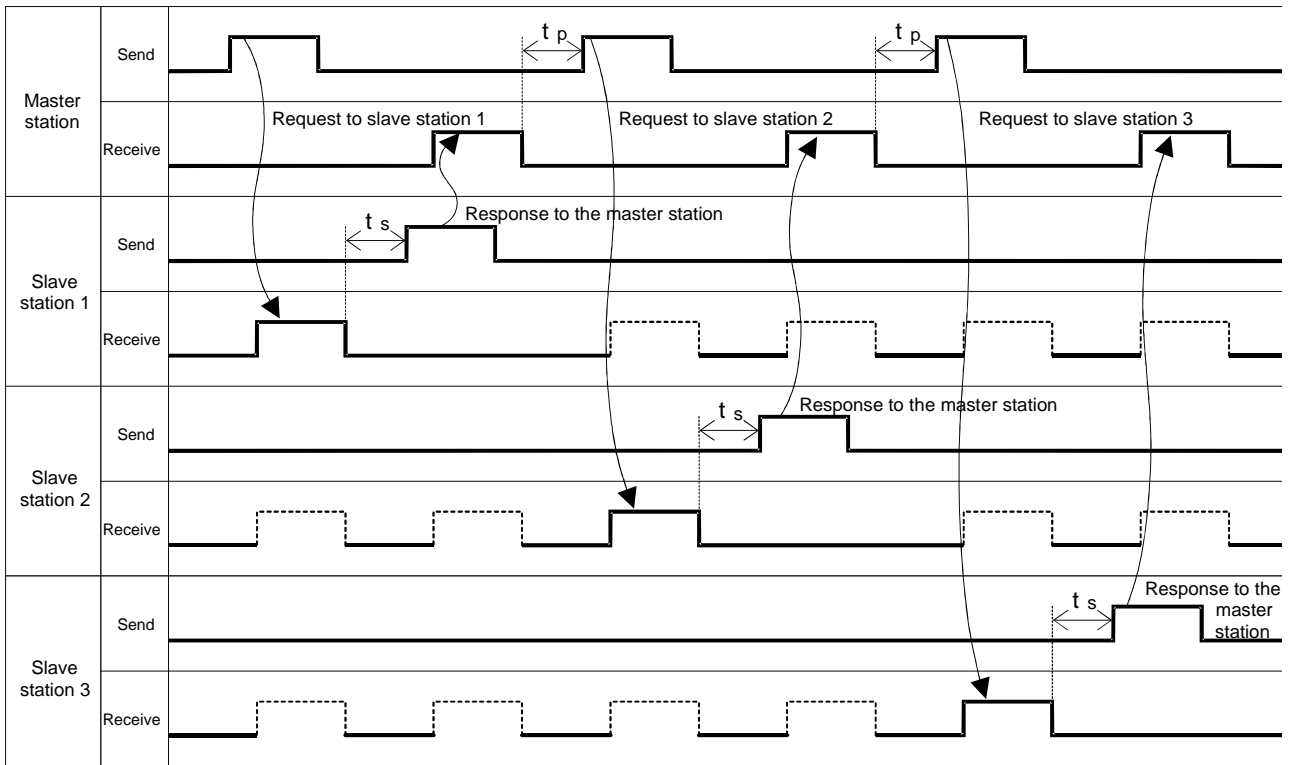 Master
station
Send
t p
t p
Receive
Request to slave station 1
Request to slave station 2
Request to slave station 3
Slave
station 1
Send
t s
Response to the master station
Receive
Slave
station 2
Send
t s
Response to the master station
Receive
Slave
station 3
Send
t s
Response to the
master
station
Receive